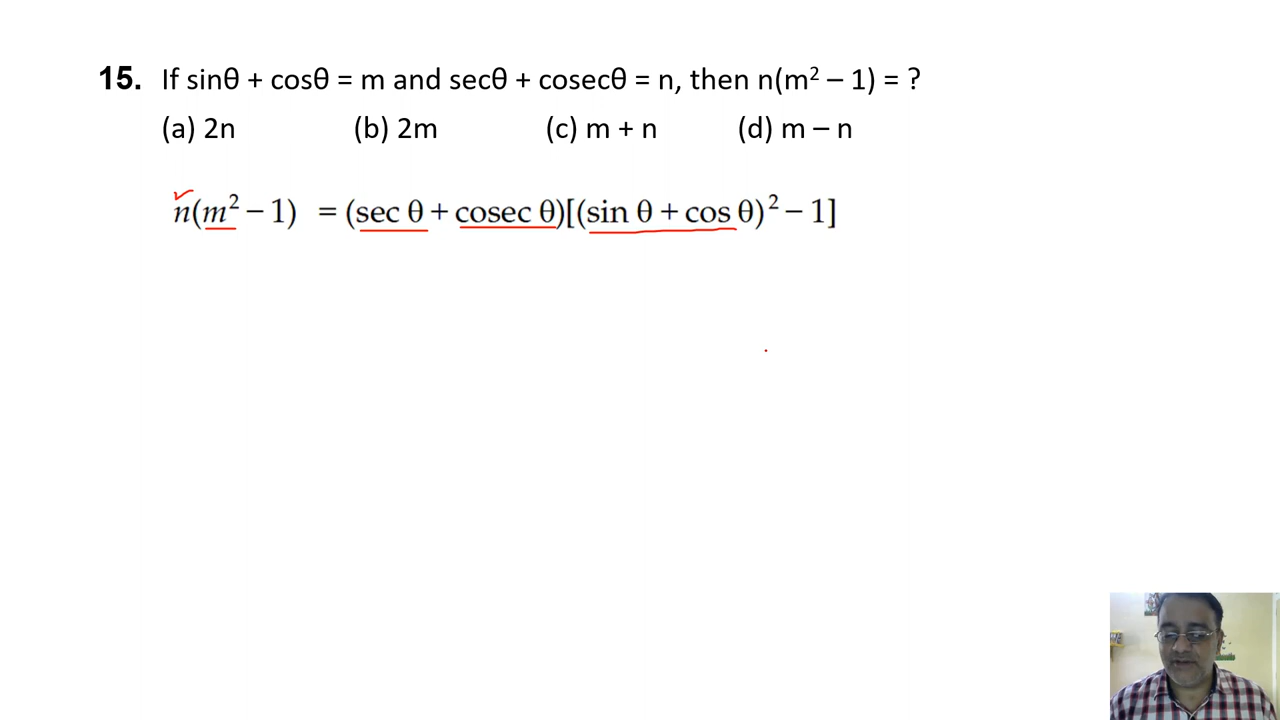 15. If sinθ + cosθ = m and secθ + cosecθ = n, then n(m² – 1) = ?
(a) 2n (b) 2m (c) m + n (d) m – n
n(m² – 1) = (sec θ + cosec θ)[(sin θ + cos θ)² – 1]